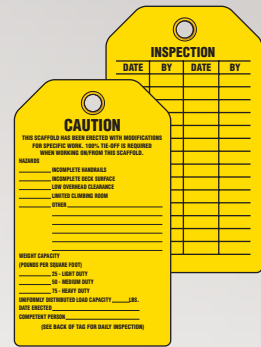 INSPECTION
DATE BY DATE BY
CAUTION
THIS SCAFFOLD HAS BEEN ERECTED WITH MODIFICATIONS
FOR SPECIFIC WORK. 100% TIE-OFF IS REQUIRED
WHEN WORKING ON/FROM THIS SCAFFOLD.
HAZARDS
INCOMPLETE HANDRAILS
INCOMPLETE DECK SURFACE
LOW OVERHEAD CLEARANCE
LIMITED CLIMBING ROOM
OTHER
WEIGHT CAPACITY
(POUNDS PER SQUARE FOOT)
25 - LIGHT DUTY
50 - MEDIUM DUTY
75 - HEAVY DUTY
UNIFORMLY DISTRIBUTED LOAD CAPACITY LBS.
DATE ERECTED
COMPETENT PERSON
(SEE BACK OF TAG FOR DAILY INSPECTION)